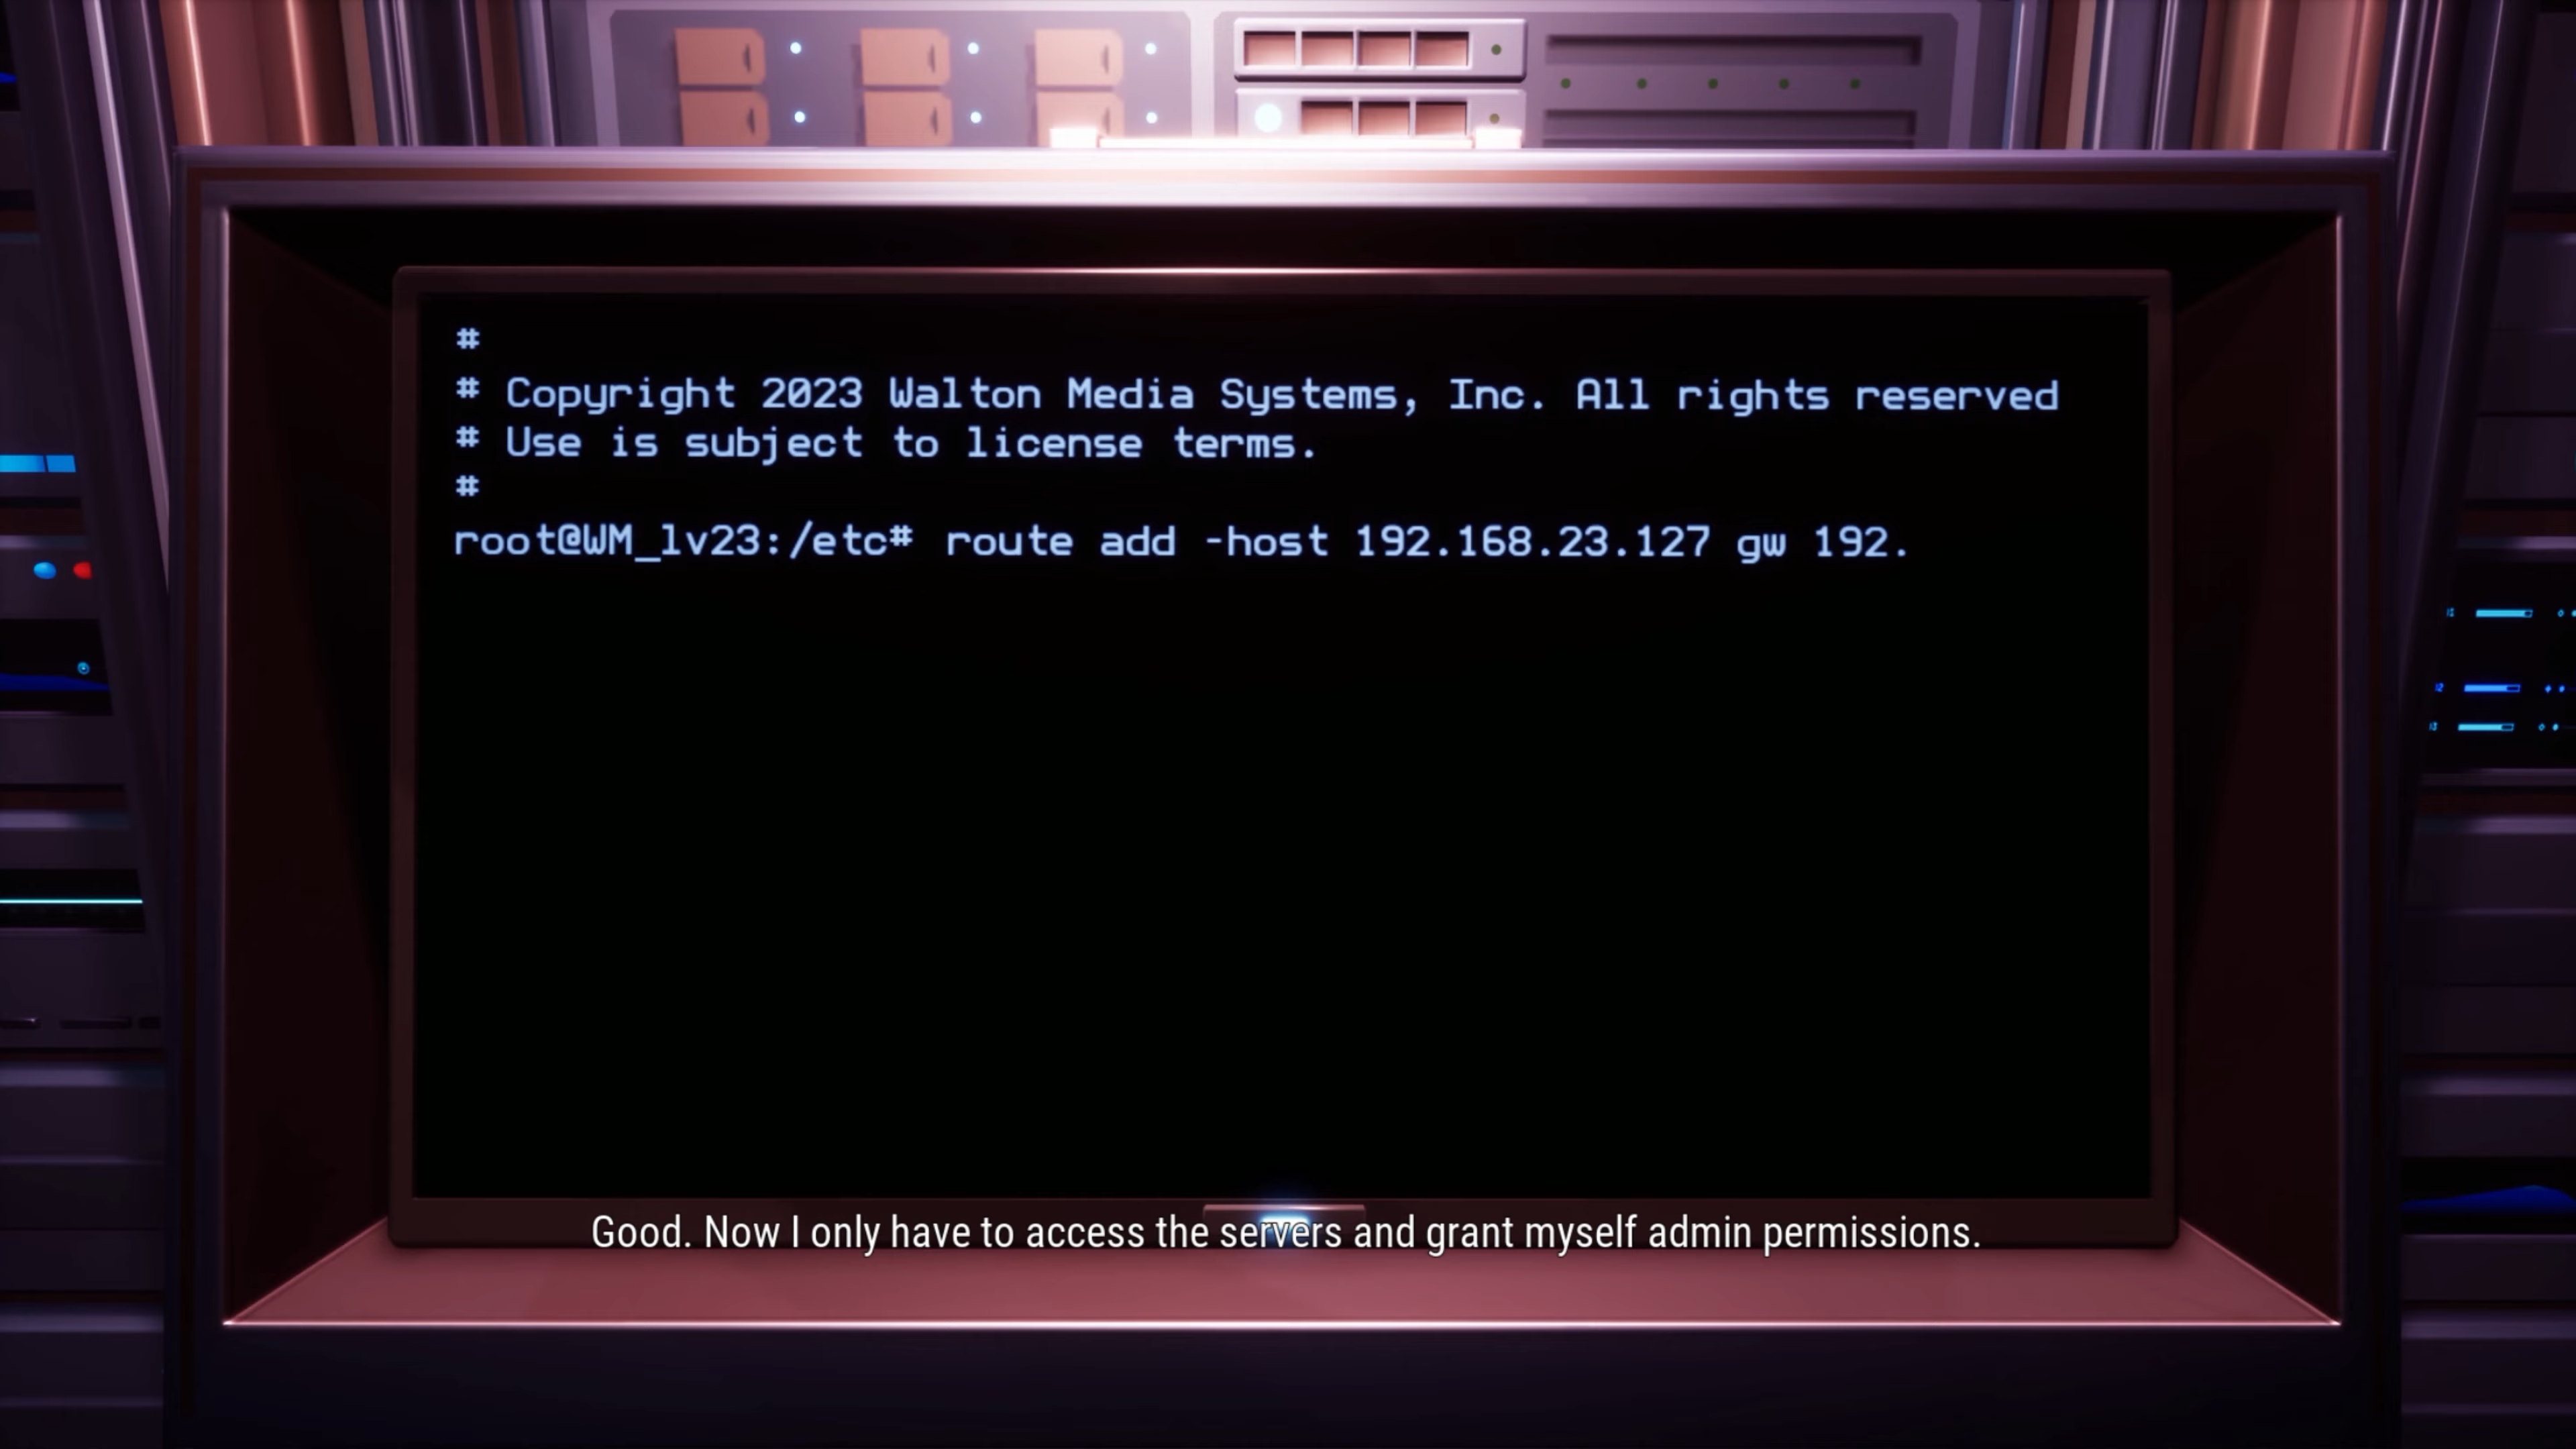 #
# Copyright 2023 Walton Media Systems, Inc. All rights reserved
# Use is subject to license terms.
#
root@WM_lv23:/etc# route add -host 192.168.23.127 gw 192.
Good. Now I only have to access the servers and grant myself admin permissions.